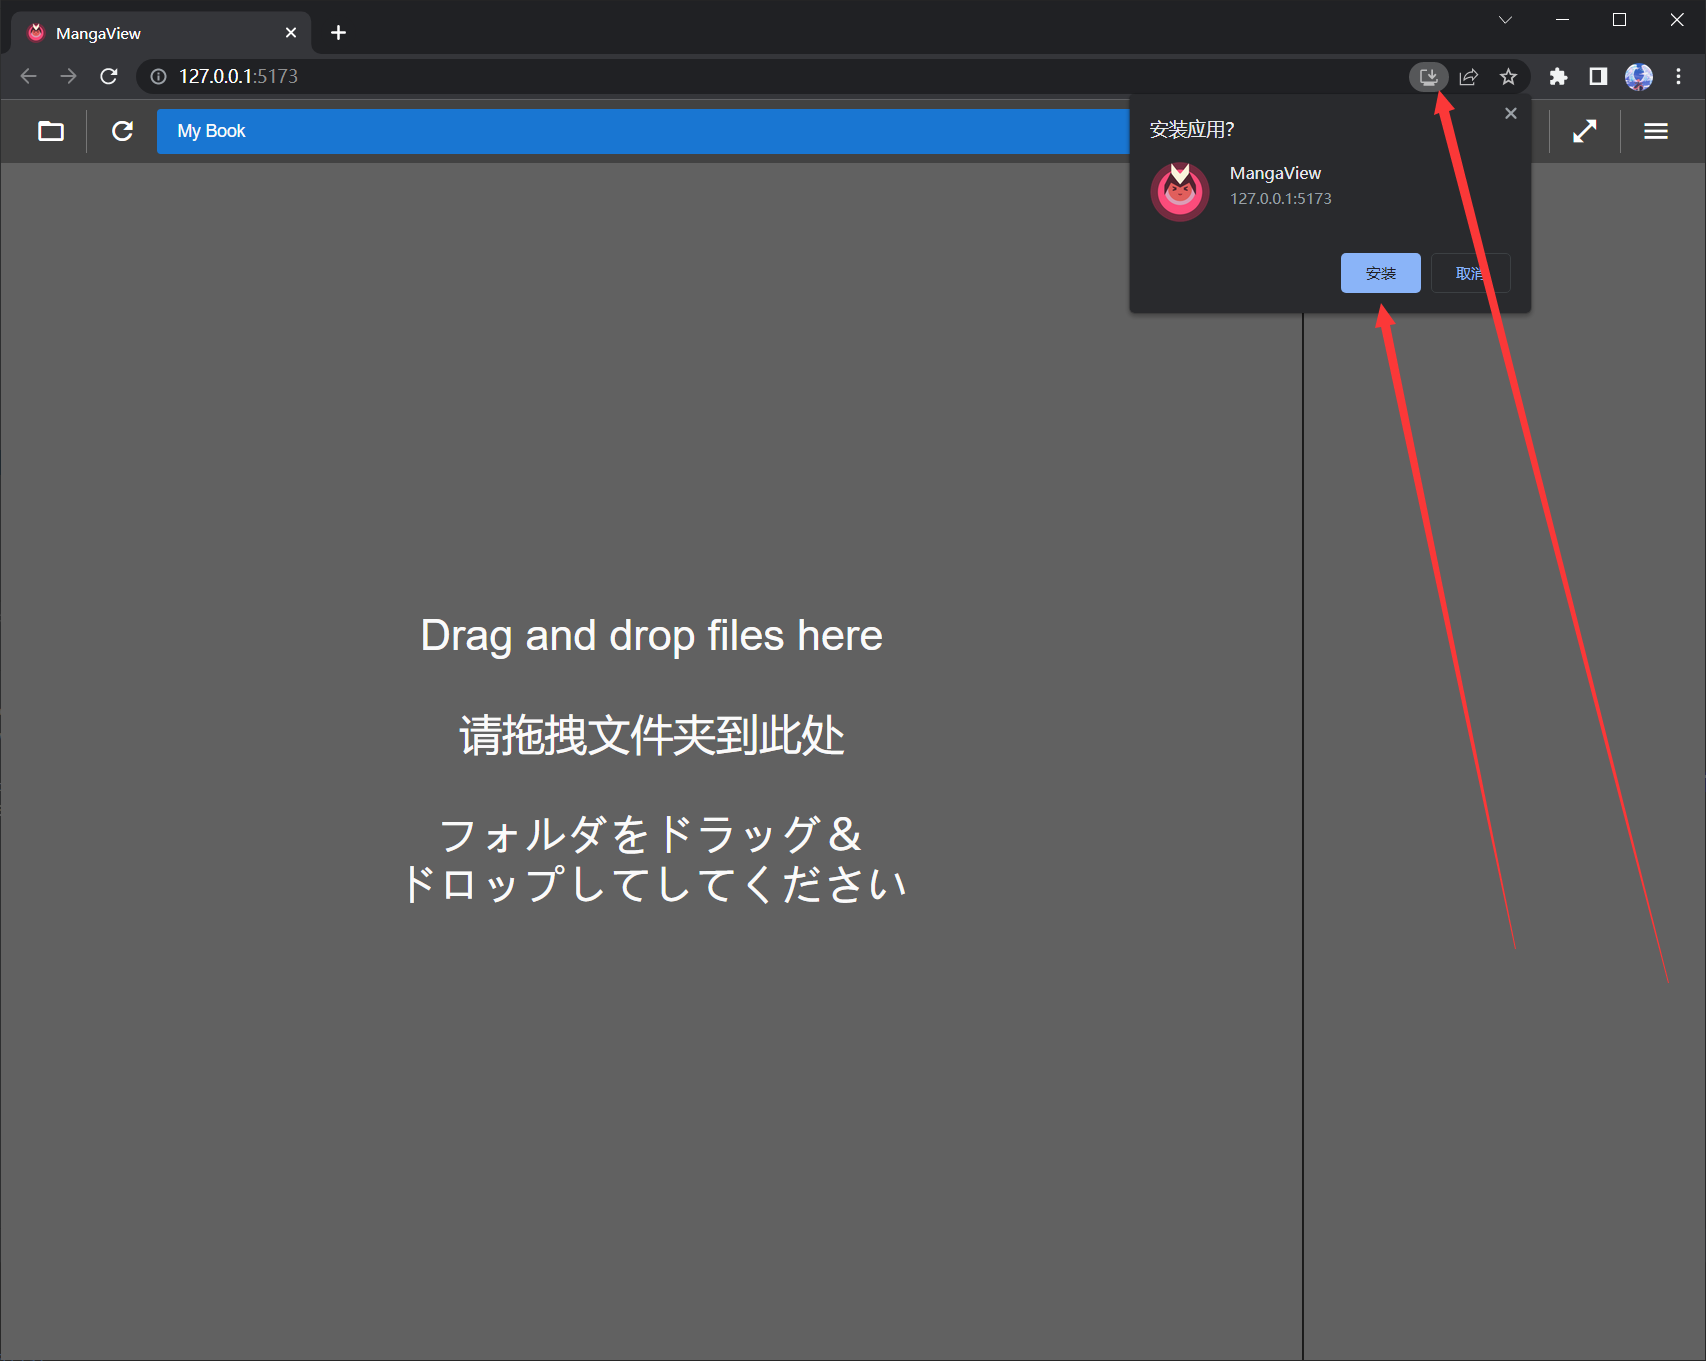 MangaView
127.0.0.1:5173
My Book
安装应用?
MangaView
127.0.0.1:5173
安装
取消
Drag and drop files here
请拖拽文件夹到此处
フォルダをドラッグ＆
ドロップしてしてください